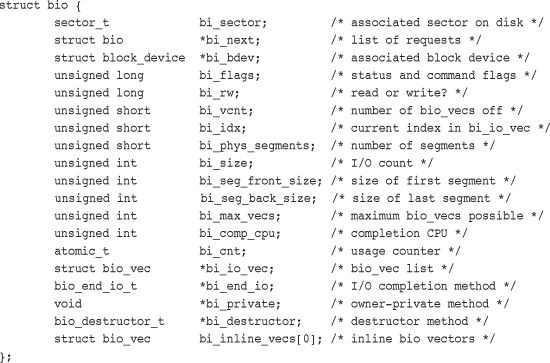 struct bio {
        sector_t             bi_sector;          /* associated sector on disk */
        struct bio           *bi_next;           /* list of requests */
        struct block_device  *bi_bdev;           /* associated block device */
        unsigned long        bi_flags;           /* status and command flags */
        unsigned long        bi_rw;              /* read or write? */
        unsigned short       bi_vcnt;            /* number of bio_vecs off */
        unsigned short       bi_idx;             /* current index in bi_io_vec */
        unsigned short       bi_phys_segments;   /* number of segments */
        unsigned int         bi_size;            /* I/O count */
        unsigned int         bi_seg_front_size;  /* size of first segment */
        unsigned int         bi_seg_back_size;   /* size of last segment */
        unsigned int         bi_max_vecs;        /* maximum bio_vecs possible */
        unsigned int         bi_comp_cpu;        /* completion CPU */
        atomic_t             bi_cnt;             /* usage counter */
        struct bio_vec       *bi_io_vec;         /* bio_vec list */
        bio_end_io_t         *bi_end_io;         /* I/O completion method */
        void                 *bi_private;        /* owner-private method */
        bio_destructor_t     *bi_destructor;     /* destructor method */
        struct bio_vec       bi_inline_vecs[0];  /* inline bio vectors */
};